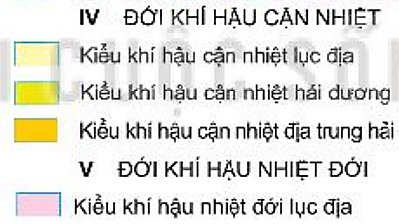 IV ĐỚI KHÍ HẬU CẬN NHIỆT
Kiểu khí hậu cận nhiệt lục địa
Kiểu khí hậu cận nhiệt hải dương
Kiểu khí hậu cận nhiệt địa trung hải
V ĐỚI KHÍ HẬU NHIỆT ĐỚI
Kiểu khí hậu nhiệt đới lục địa
CUỘC SỐ